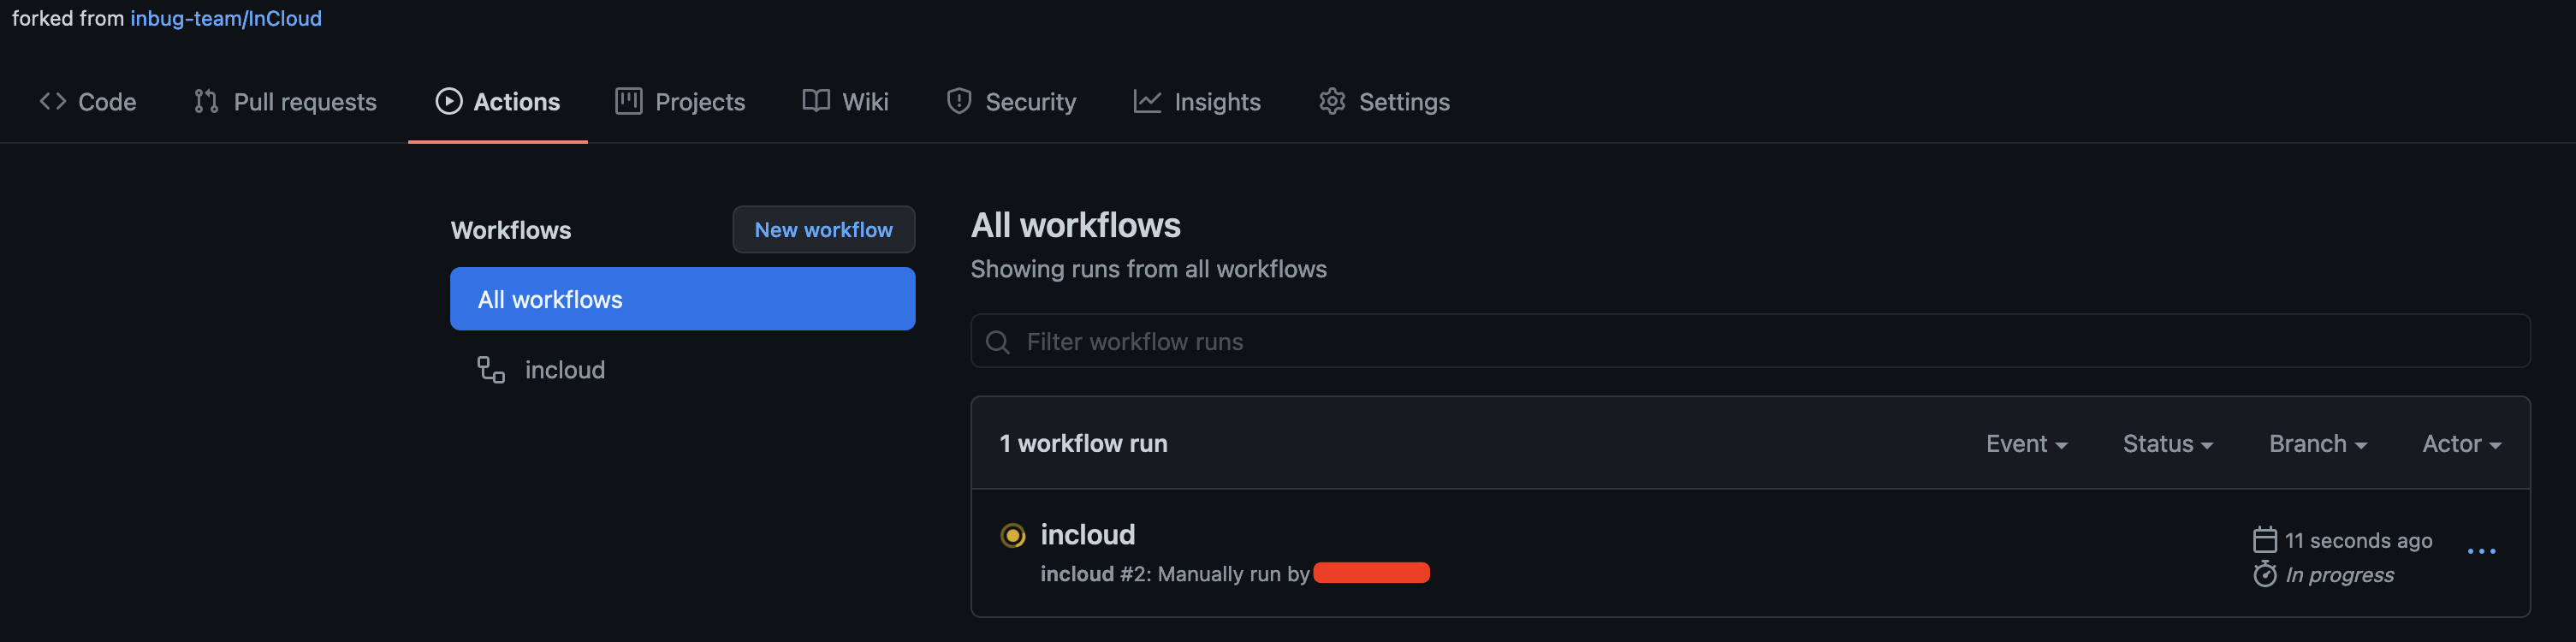 forked from inbug-team/InCloud
Code Pull requests Actions Projects Wiki Security Insights Settings
Workflows
New workflow
All workflows
incloud
All workflows
Showing runs from all workflows
Filter workflow runs
1 workflow run
Event Status Branch Actor
incloud
incloud #2: Manually run by
11 seconds ago
In progress